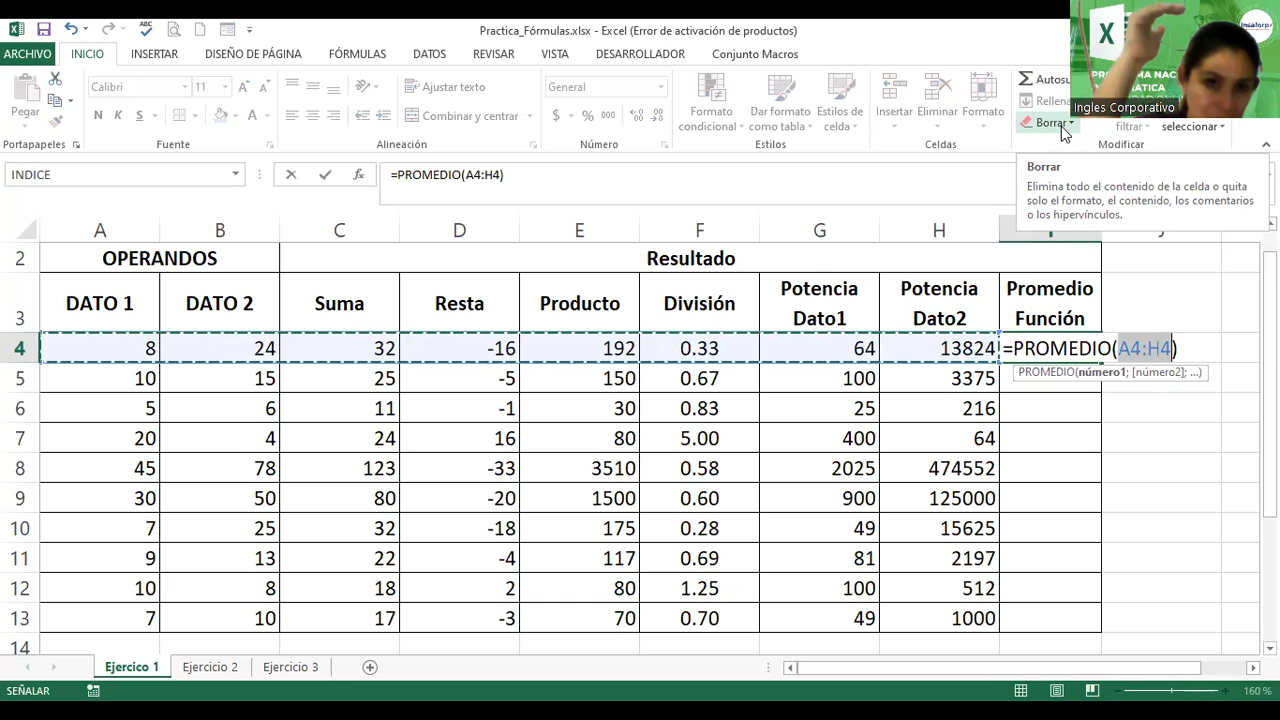 Practica_Fórmulas.xlsx - Excel (Error de activación de productos)
ARCHIVO INICIO INSERTAR DISEÑO DE PÁGINA FÓRMULAS DATOS REVISAR VISTA DESARROLLADOR Conjunto Macros
Pegar
Calibri 11
N K S
Ajustar texto
Combinar y centrar
General
$ % 000
Formato condicional
Dar formato como tabla
Estilos de celda
Insertar Eliminar Formato
Borrar
filtrar seleccionar
Portapapeles Fuente Alineación Número Estilos Celdas Modificar
Ingles Corporativo
Insaforp
INDICE =PROMEDIO(A4:H4)
Borrar
Elimina todo el contenido de la celda o quita
solo el formato, el contenido, los comentarios
o los hipervínculos.
A B C D E F G H I J
2 OPERANDOS Resultado
3 DATO 1 DATO 2 Suma Resta Producto División Potencia Dato1 Potencia Dato2 Promedio Función
4 8 24 32 -16 192 0.33 64 13824 =PROMEDIO(A4:H4)
PROMEDIO(número1; [número2]; ...)
5 10 15 25 -5 150 0.67 100 3375
6 5 6 11 -1 30 0.83 25 216
7 20 4 24 16 80 5.00 400 64
8 45 78 123 -33 3510 0.58 2025 474552
9 30 50 80 -20 1500 0.60 900 125000
10 7 25 32 -18 175 0.28 49 15625
11 9 13 22 -4 117 0.69 81 2197
12 10 8 18 2 80 1.25 100 512
13 7 10 17 -3 70 0.70 49 1000
14
Ejercico 1 Ejercicio 2 Ejercicio 3
SEÑALAR 160 %